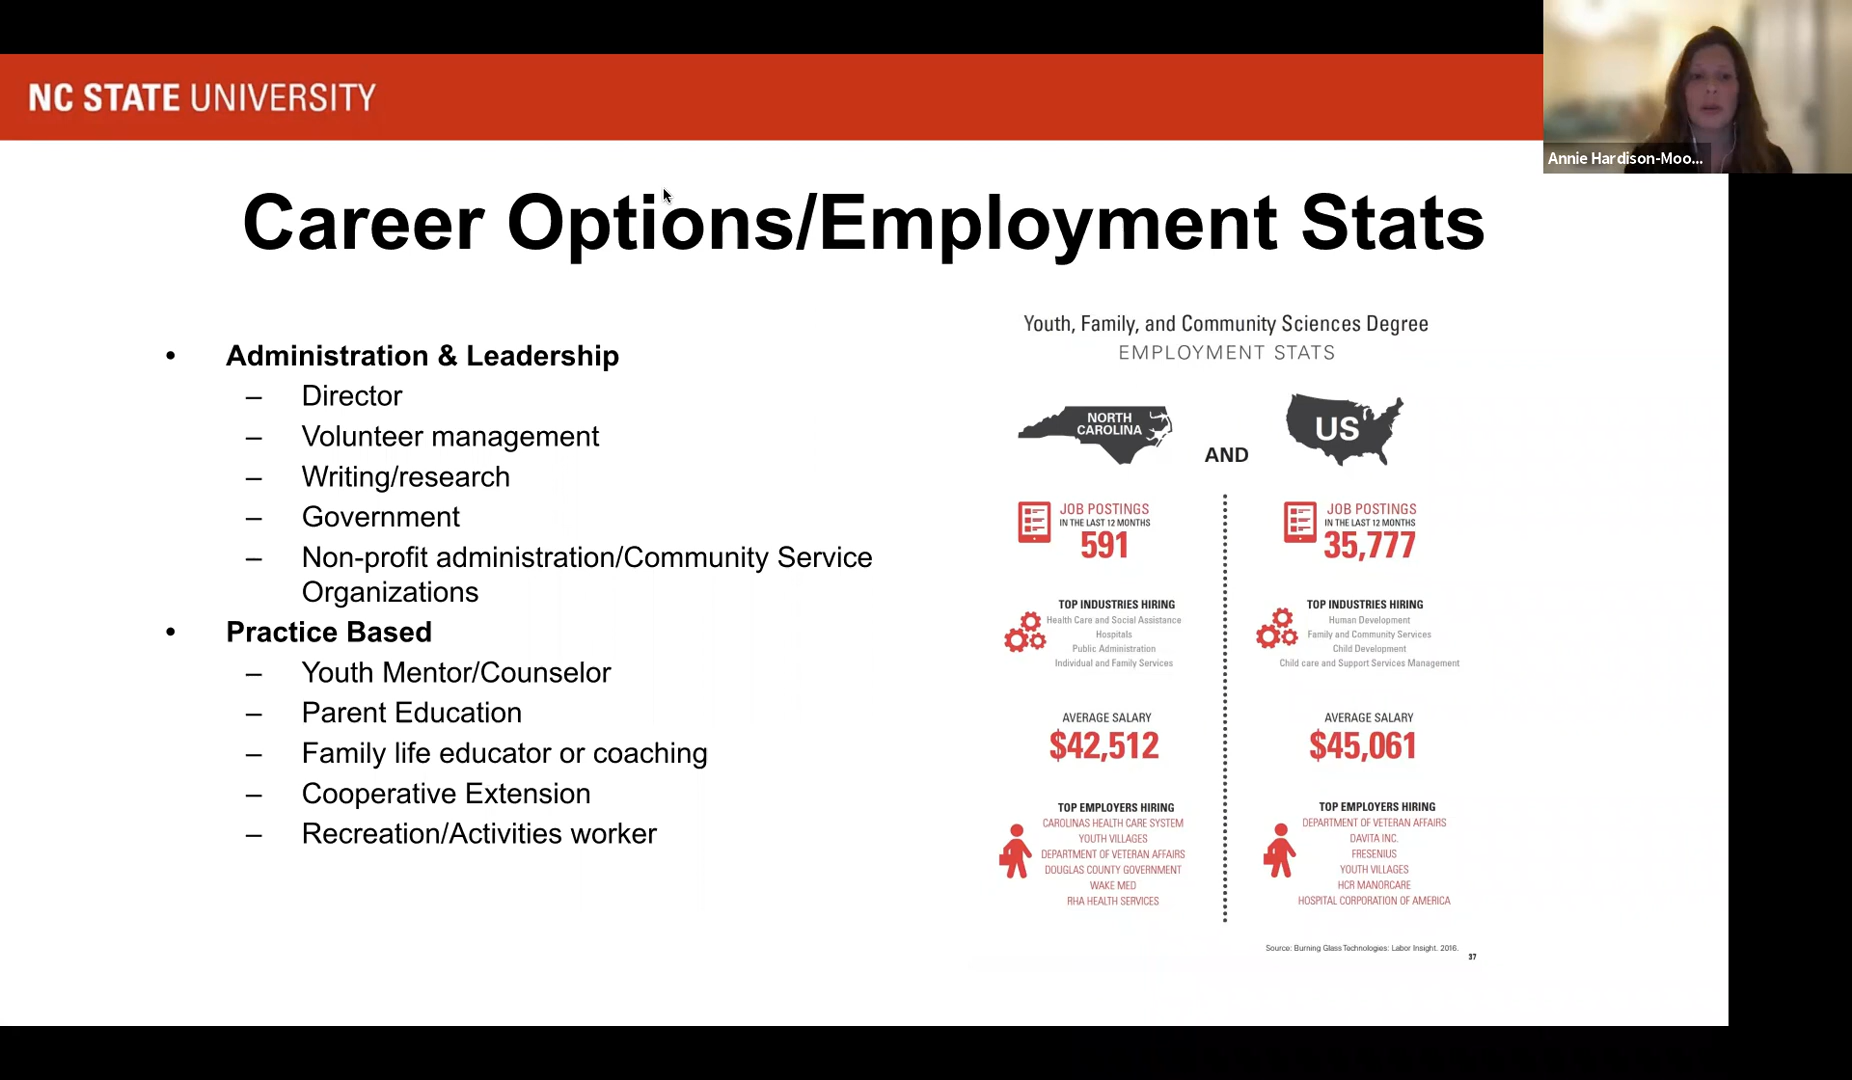 NC STATE UNIVERSITY
Annie Hardison-Moo...
Career Options/Employment Stats
• Administration & Leadership
– Director
– Volunteer management
– Writing/research
– Government
– Non-profit administration/Community Service
Organizations
• Practice Based
– Youth Mentor/Counselor
– Parent Education
– Family life educator or coaching
– Cooperative Extension
– Recreation/Activities worker
Youth, Family, and Community Sciences Degree
EMPLOYMENT STATS
NORTH
CAROLINA
AND
US
JOB POSTINGS
IN THE LAST 12 MONTHS
591
TOP INDUSTRIES HIRING
Health Care and Social Assistance
Hospitals
Public Administration
Individual and Family Services
AVERAGE SALARY
$42,512
TOP EMPLOYERS HIRING
CAROLINAS HEALTH CARE SYSTEM
YOUTH VILLAGES
DEPARTMENT OF VETERAN AFFAIRS
DOUGLAS COUNTY GOVERNMENT
WAKE MED
RHA HEALTH SERVICES
JOB POSTINGS
IN THE LAST 12 MONTHS
35,777
TOP INDUSTRIES HIRING
Human Development
Family and Community Services
Child Development
Child care and Support Services Management
AVERAGE SALARY
$45,061
TOP EMPLOYERS HIRING
DEPARTMENT OF VETERAN AFFAIRS
DAVITA INC.
FRESENIUS
YOUTH VILLAGES
HCR MANORCARE
HOSPITAL CORPORATION OF AMERICA
Source: Burning Glass Technologies: Labor Insight. 2016.
37